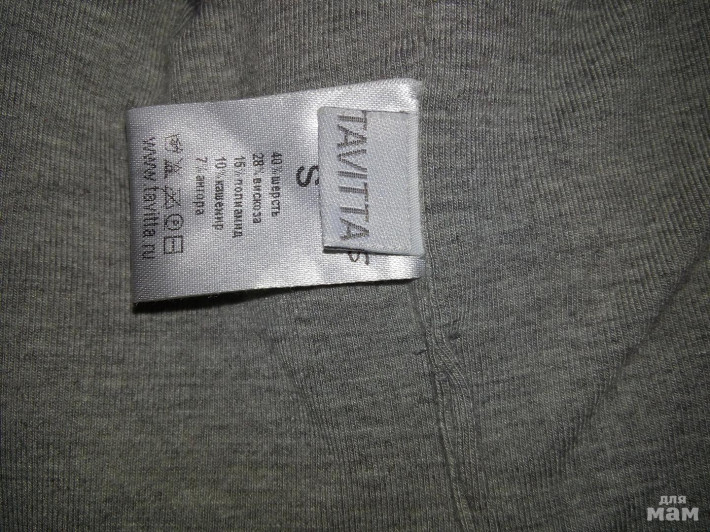 TAVITTA
S
S
40% шерсть
28% вискоза
15% полиамид
10% кашемир
7% ангора
www.tavitta.ru
для
мам